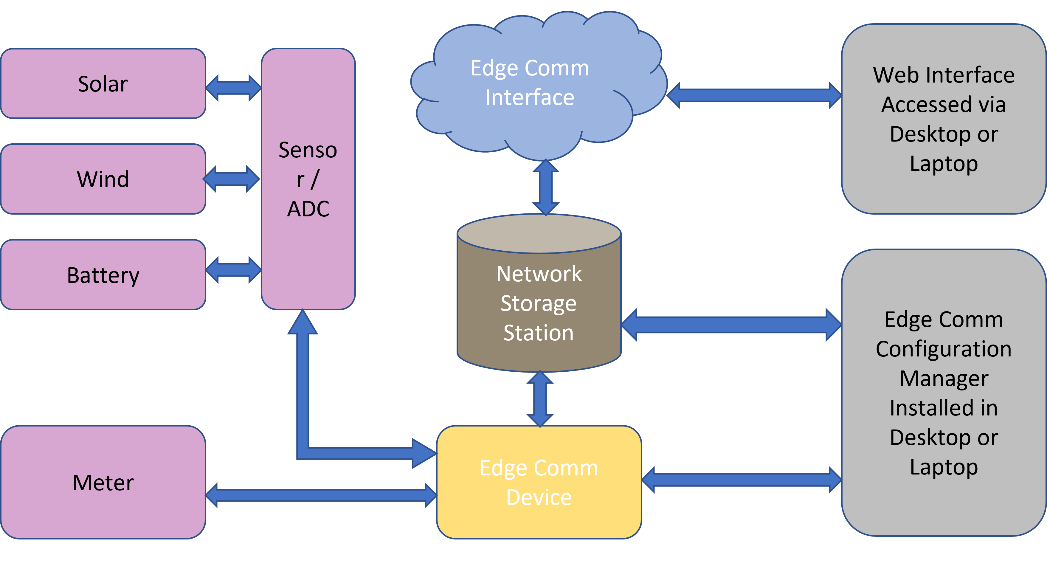 Solar
Wind
Battery
Senso
r /
ADC
Meter
Edge Comm
Interface
Network
Storage
Station
Edge Comm
Device
Web Interface
Accessed via
Desktop or
Laptop
Edge Comm
Configuration
Manager
Installed in
Desktop or
Laptop